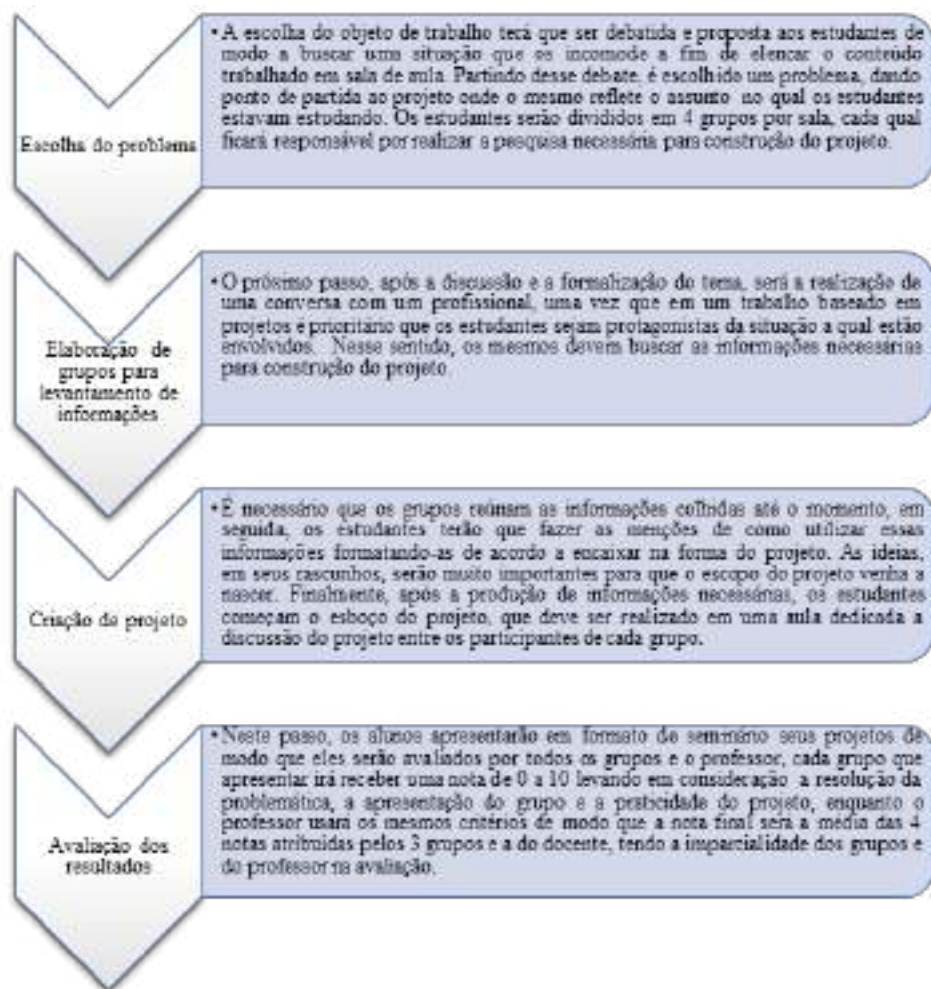 Escolha do problema
• A escolha do objeto de trabalho terá que ser debatida e proposta aos estudantes de
modo a buscar uma situação que os incomode a fim de elencar o conteúdo
trabalhado em sala de aula. Partindo desse debate, é escolhido um problema, dando
ponto de partida ao projeto onde o mesmo reflete o assunto no qual os estudantes
estavam estudando. Os estudantes serão divididos em 4 grupos por sala, cada qual
ficará responsável por realizar a pesquisa necessária para construção do projeto.
Elaboração de
grupos para
levantamento de
informações
• O próximo passo, após a discussão e a formalização do tema, será a realização de
uma conversa com um profissional, uma vez que em um trabalho baseado em
projetos é prioritário que os estudantes sejam protagonistas da situação a qual estão
envolvidos. Nesse sentido, os mesmos devem buscar as informações necessárias
para construção do projeto.
Criação de projeto
• É necessário que os grupos reúnam as informações colhidas até o momento, em
seguida, os estudantes terão que fazer as menções de como utilizar essas
informações formatando-as de acordo a encaixar na forma do projeto. As ideias,
em seus rascunhos, serão muito importantes para que o escopo do projeto venha a
nascer. Finalmente, após a produção de informações necessárias, os estudantes
começam o esboço do projeto, que deve ser realizado em uma aula dedicada a
discussão do projeto entre os participantes de cada grupo.
Avaliação dos
resultados
• Neste passo, os alunos apresentarão em formato de seminário seus projetos de
modo que eles serão avaliados por todos os grupos e o professor, cada grupo que
apresentar irá receber uma nota de 0 a 10 levando em consideração a resolução da
problemática, a apresentação do grupo e a praticidade do projeto, enquanto o
professor usará os mesmos critérios de modo que a nota final será a média das 4
notas atribuídas pelos 3 grupos e a do docente, tendo a imparcialidade dos grupos e
do professor na avaliação.